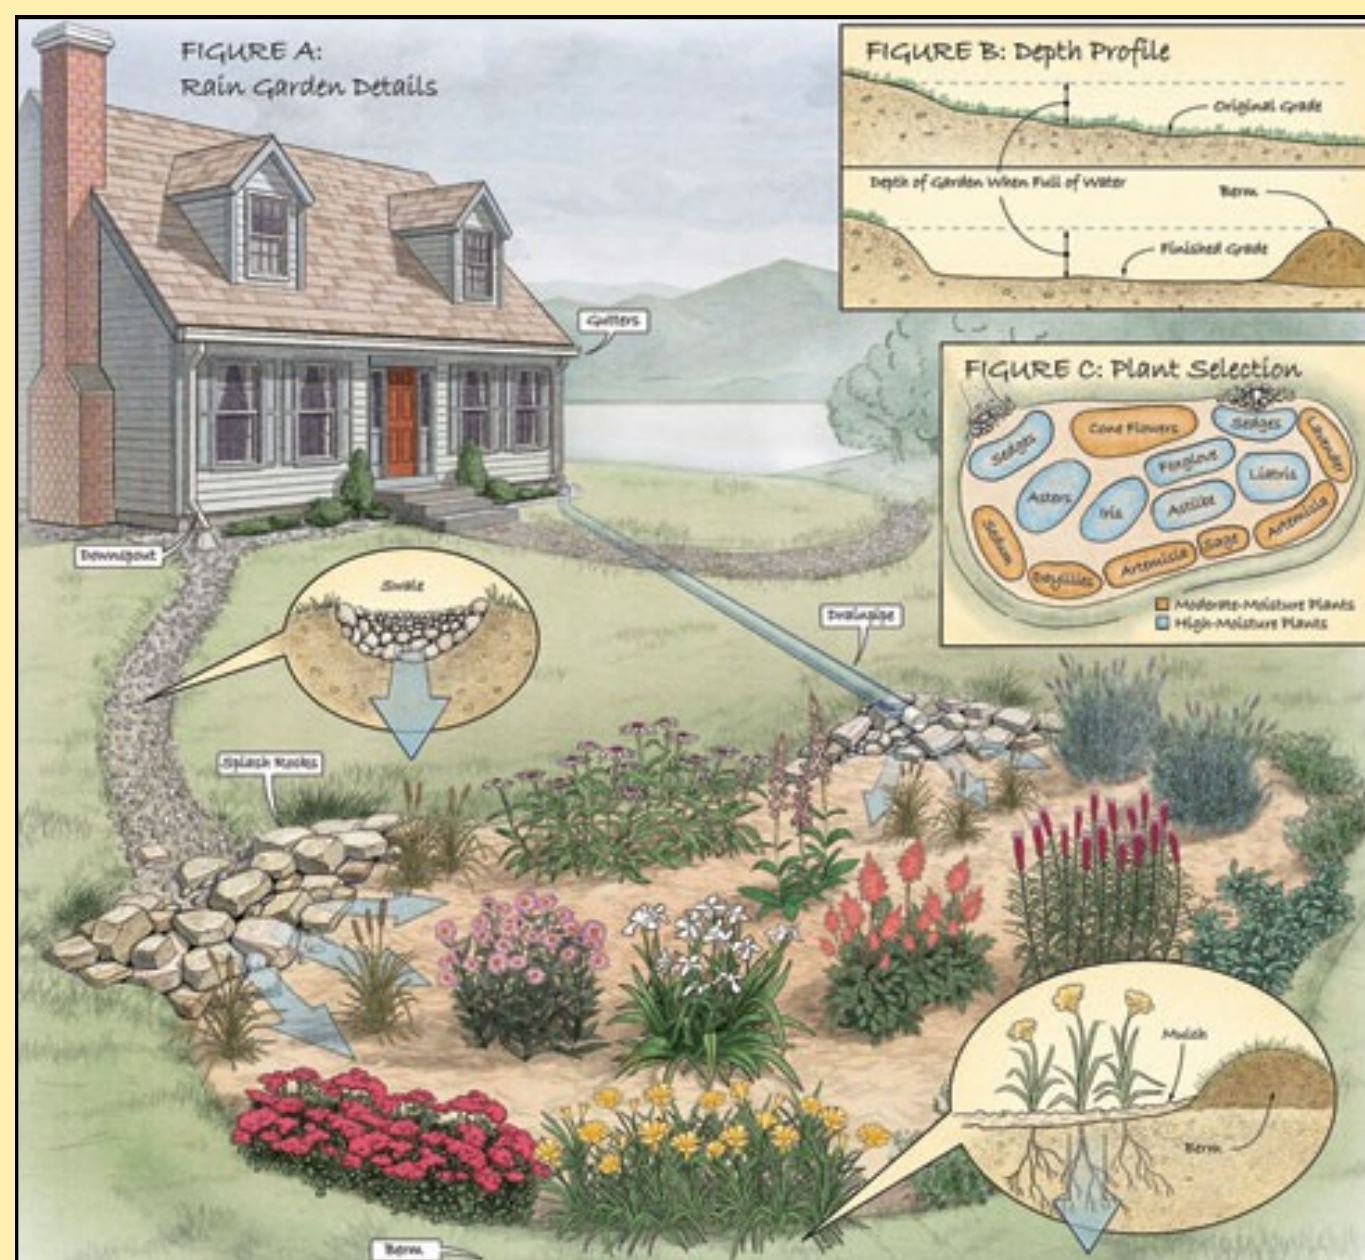 FIGURE A:
Rain Garden Details
FIGURE B: Depth Profile
Original Grade
Depth of Garden When Full of Water
Berm
Finished Grade
Gutters
FIGURE C: Plant Selection
Sedges
Cone Flowers
Sedges
Lavender
Foxglove
Liatris
Asters
Iris
Astilbe
Sedum
Daylilies
Artemisia
Sage
Artemisia
Moderate-Moisture Plants
High-Moisture Plants
Downspout
Swale
Drainpipe
Splash Rocks
Mulch
Berm
Berm